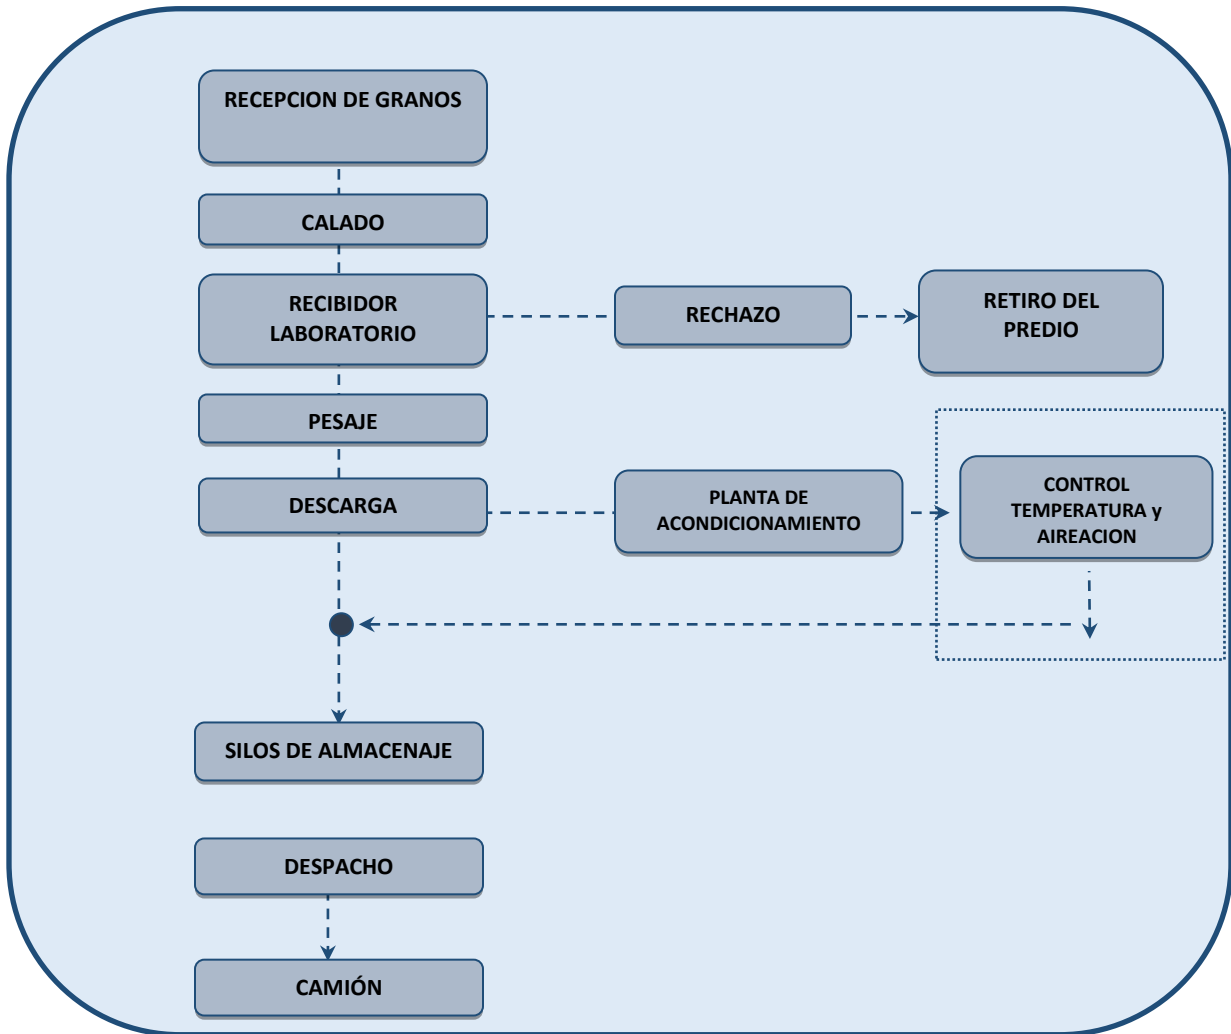 RECEPCION DE GRANOS
CALADO
RECIBIDOR
LABORATORIO
RECHAZO
RETIRO DEL
PREDIO
PESAJE
DESCARGA
PLANTA DE
ACONDICIONAMIENTO
CONTROL
TEMPERATURA y
AIREACION
SILOS DE ALMACENAJE
DESPACHO
CAMIÓN